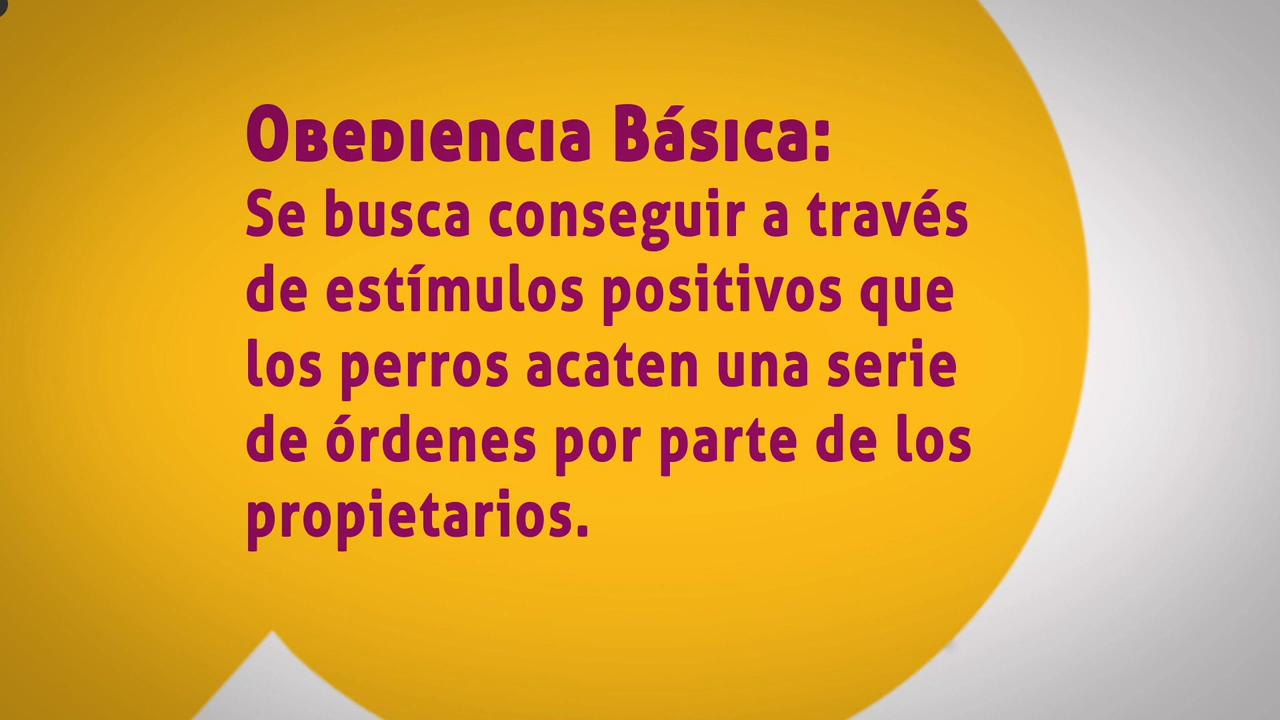 Obediencia Básica:
Se busca conseguir a través
de estímulos positivos que
los perros acaten una serie
de órdenes por parte de los
propietarios.